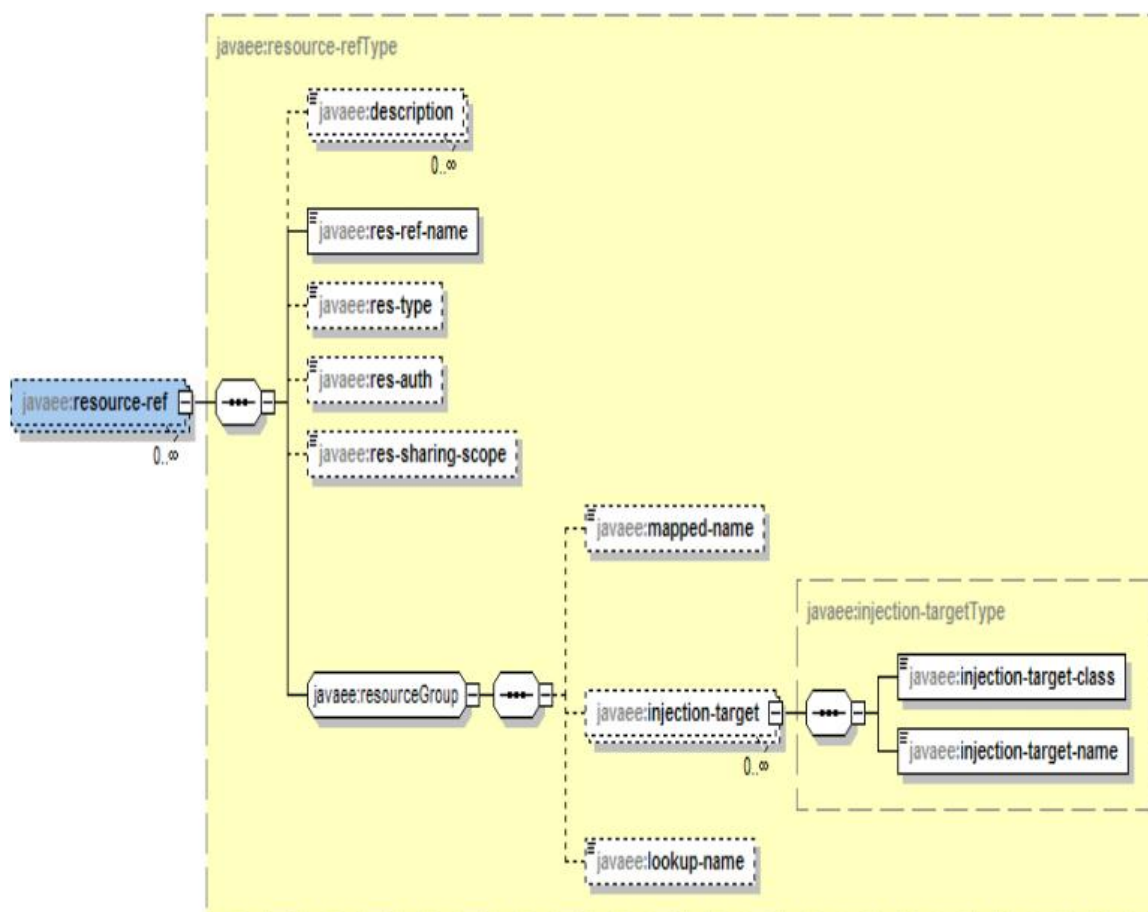 javaee:resource-refType
javaee:description
0..∞
javaee:res-ref-name
javaee:res-type
javaee:res-auth
javaee:resource-ref
0..∞
javaee:res-sharing-scope
javaee:mapped-name
javaee:injection-targetType
javaee:injection-target-class
javaee:resourceGroup
javaee:injection-target
0..∞
javaee:injection-target-name
javaee:lookup-name